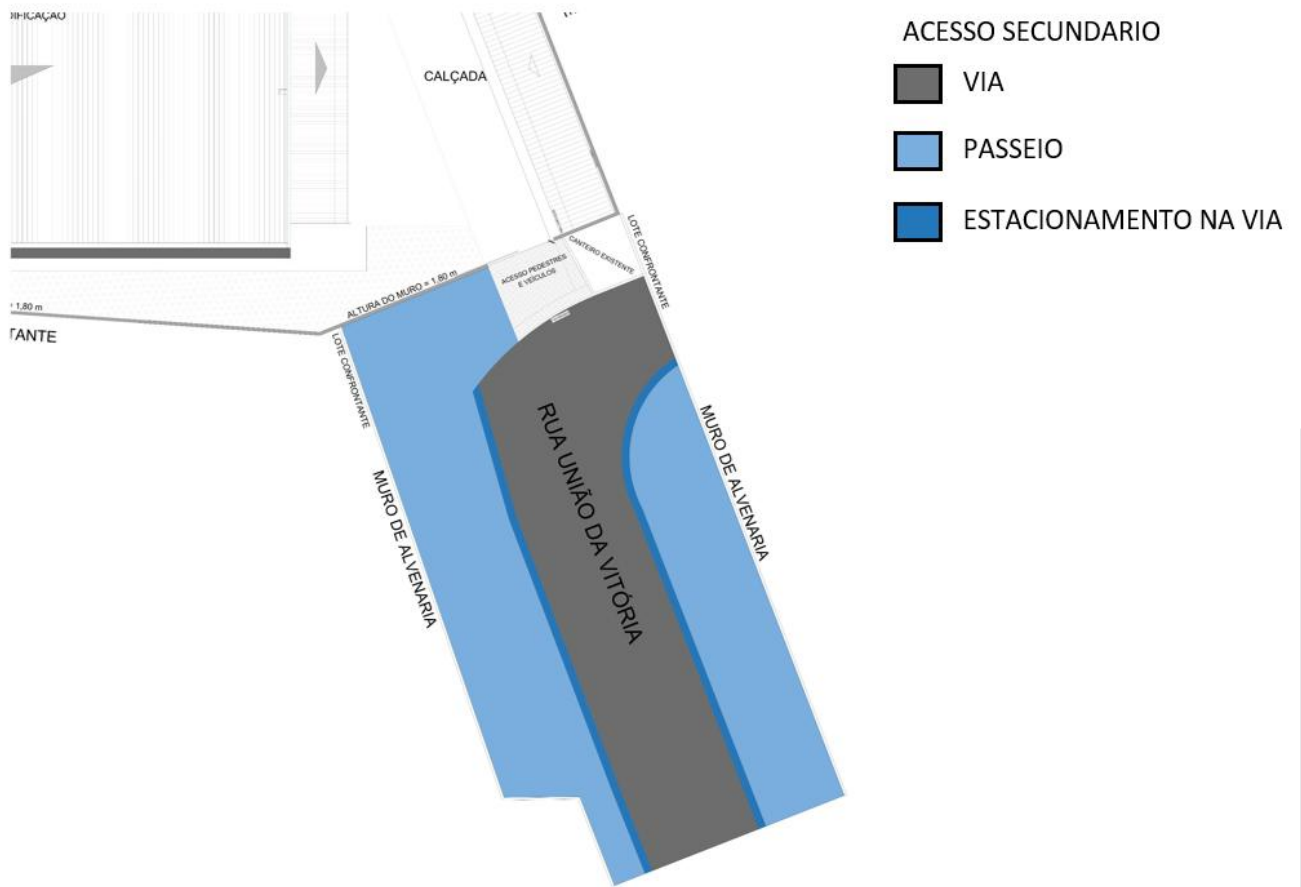 DIFICAÇÃO
CALÇADA
ACESSO SECUNDARIO
VIA
PASSEIO
ESTACIONAMENTO NA VIA
LOTE CONFRONTANTE
CANTEIRO EXISTENTE
ACESSO PEDESTRES
E VEÍCULOS
ALTURA DO MURO = 1,80 m
1,80 m
TANTE
LOTE CONFRONTANTE
MURO DE ALVENARIA
RUA UNIÃO DA VITÓRIA
MURO DE ALVENARIA